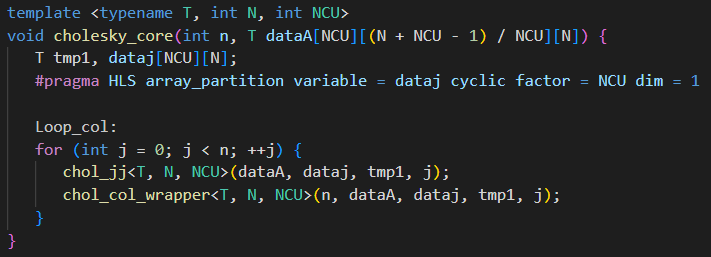 template <typename T, int N, int NCU>
void cholesky_core(int n, T dataA[NCU][(N + NCU - 1) / NCU][N]) {
    T tmp1, dataj[NCU][N];
    #pragma HLS array_partition variable = dataj cyclic factor = NCU dim = 1

    Loop_col:
    for (int j = 0; j < n; ++j) {
        chol_jj<T, N, NCU>(dataA, dataj, tmp1, j);
        chol_col_wrapper<T, N, NCU>(n, dataA, dataj, tmp1, j);
    }
}